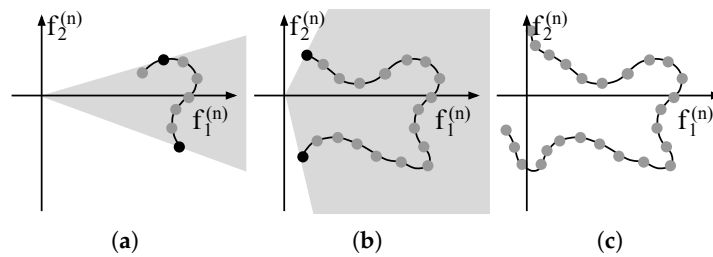 f₂⁽ⁿ⁾ f₂⁽ⁿ⁾ f₂⁽ⁿ⁾
f₁⁽ⁿ⁾ f₁⁽ⁿ⁾ f₁⁽ⁿ⁾
(a) (b) (c)